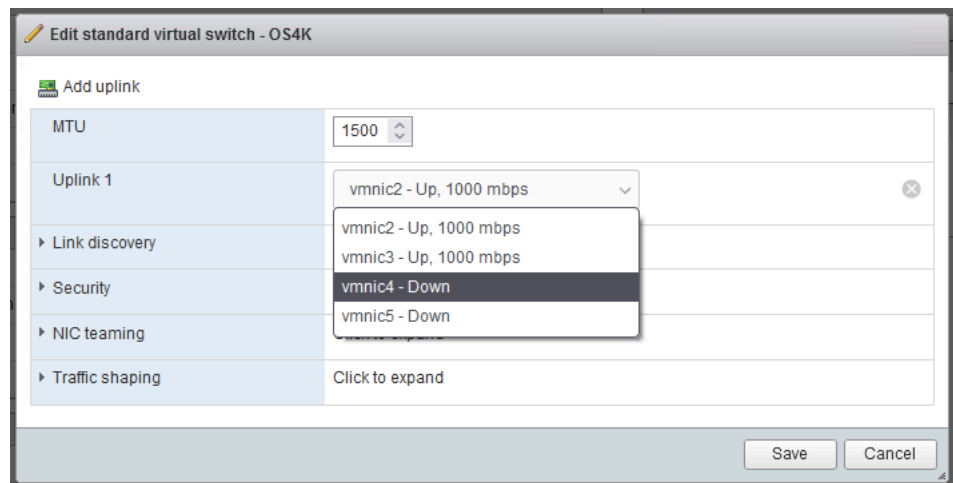 Edit standard virtual switch - OS4K
Add uplink
MTU
1500
Uplink 1
vmnic2 - Up, 1000 mbps
vmnic2 - Up, 1000 mbps
vmnic3 - Up, 1000 mbps
vmnic4 - Down
vmnic5 - Down
Link discovery
Security
NIC teaming
Traffic shaping
Click to expand
Save
Cancel